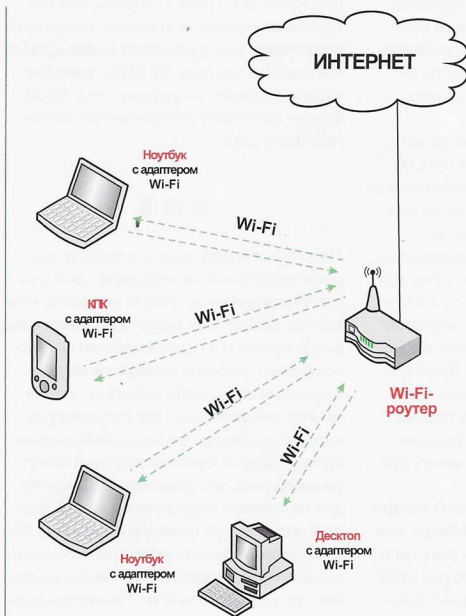 ИНТЕРНЕТ
Ноутбук
с адаптером
Wi-Fi
Wi-Fi
КПК
с адаптером
Wi-Fi
Wi-Fi
Wi-Fi-
роутер
Wi-Fi
Wi-Fi
Ноутбук
с адаптером
Wi-Fi
Десктоп
с адаптером
Wi-Fi